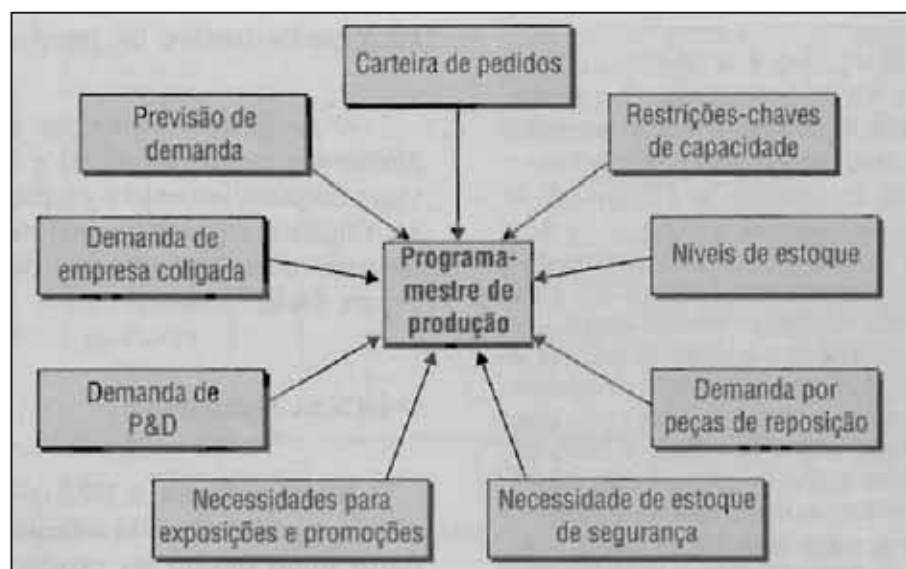 Carteira de pedidos
Previsão de
demanda
Restrições-chaves
de capacidade
Demanda de
empresa coligada
Programa-
mestre de
produção
Níveis de estoque
Demanda de
P&D
Demanda por
peças de reposição
Necessidades para
exposições e promoções
Necessidade de estoque
de segurança